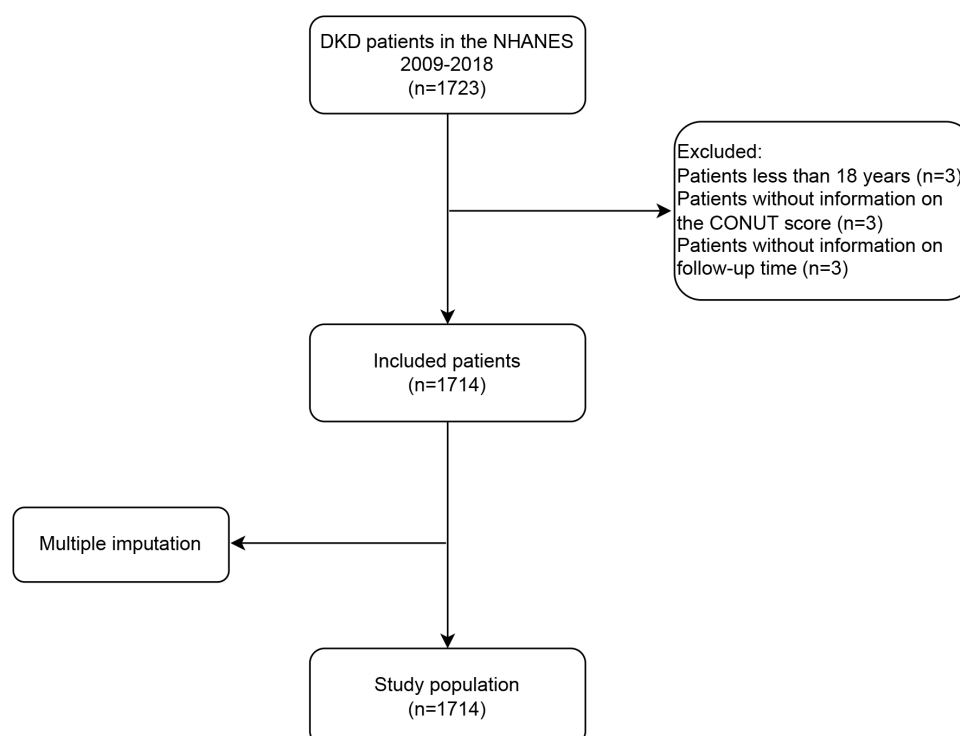 DKD patients in the NHANES
2009-2018
(n=1723)
Excluded:
Patients less than 18 years (n=3)
Patients without information on
the CONUT score (n=3)
Patients without information on
follow-up time (n=3)
Included patients
(n=1714)
Multiple imputation
Study population
(n=1714)